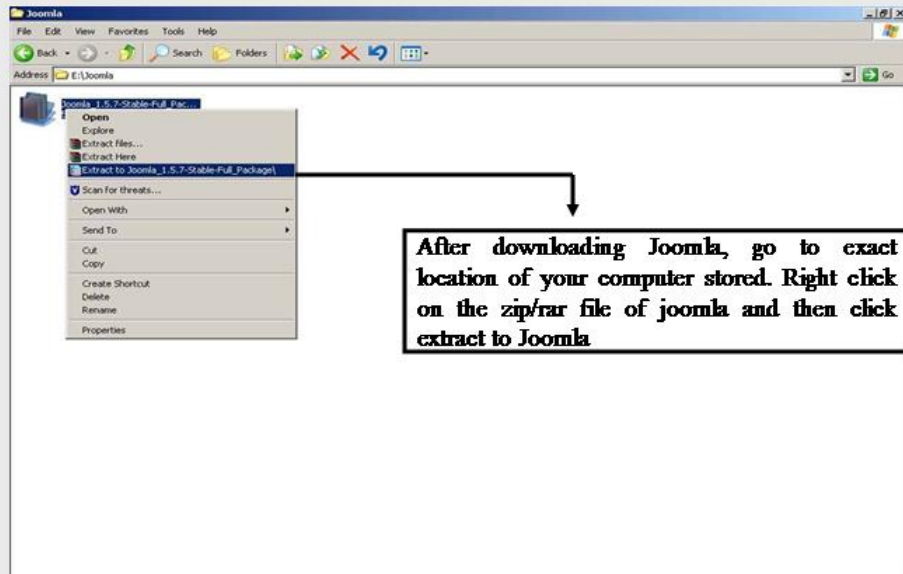 Joomla
File Edit View Favorites Tools Help
Back Search Folders
Address E:\Joomla Go
Joomla_1.5.7-Stable-Full_Pac...
Open
Explore
Extract files...
Extract Here
Extract to Joomla_1.5.7-Stable-Full_Package\
Scan for threats...
Open With
Send To
Cut
Copy
Create Shortcut
Delete
Rename
Properties
After downloading Joomla, go to exact
location of your computer stored. Right click
on the zip/rar file of joomla and then click
extract to Joomla